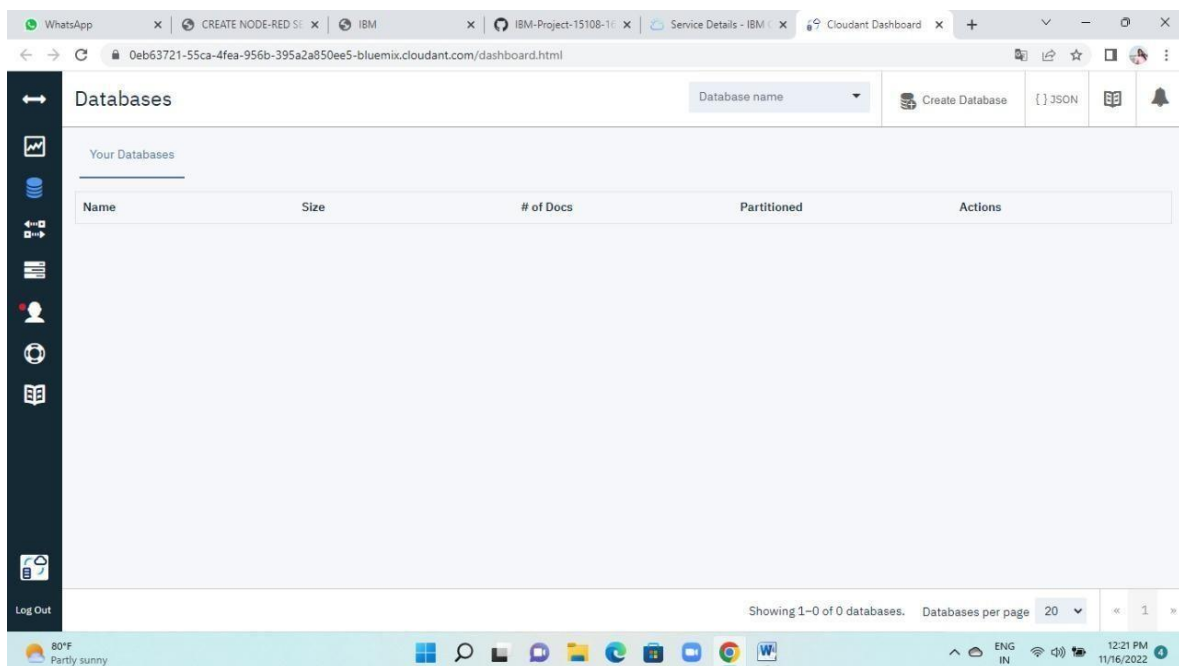 WhatsApp
CREATE NODE-RED SE
IBM
IBM-Project-15108-16
Service Details - IBM C
Cloudant Dashboard
0eb63721-55ca-4fea-956b-395a2a850ee5-bluemix.cloudant.com/dashboard.html
Databases
Database name
Create Database
{ } JSON
Your Databases
Name Size # of Docs Partitioned Actions
Log Out
Showing 1–0 of 0 databases. Databases per page 20 « 1 »
80°F
Partly sunny
ENG
IN
12:21 PM
11/16/2022
4